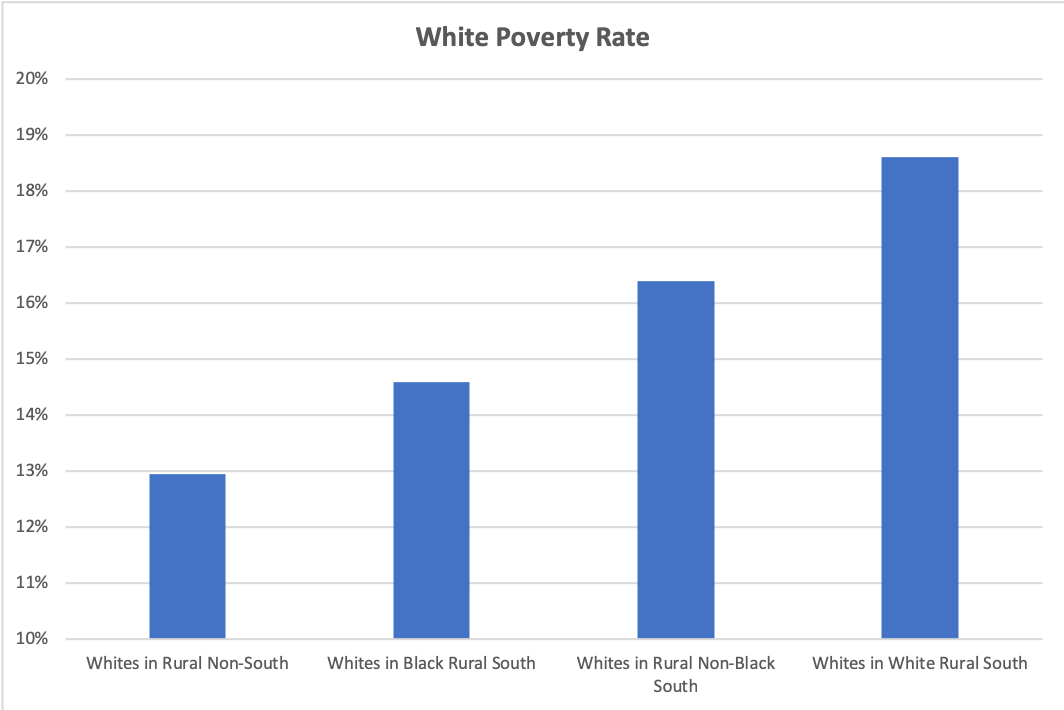 White Poverty Rate
20%
19%
18%
17%
16%
15%
14%
13%
12%
11%
10%
Whites in Rural Non-South
Whites in Black Rural South
Whites in Rural Non-Black
South
Whites in White Rural South